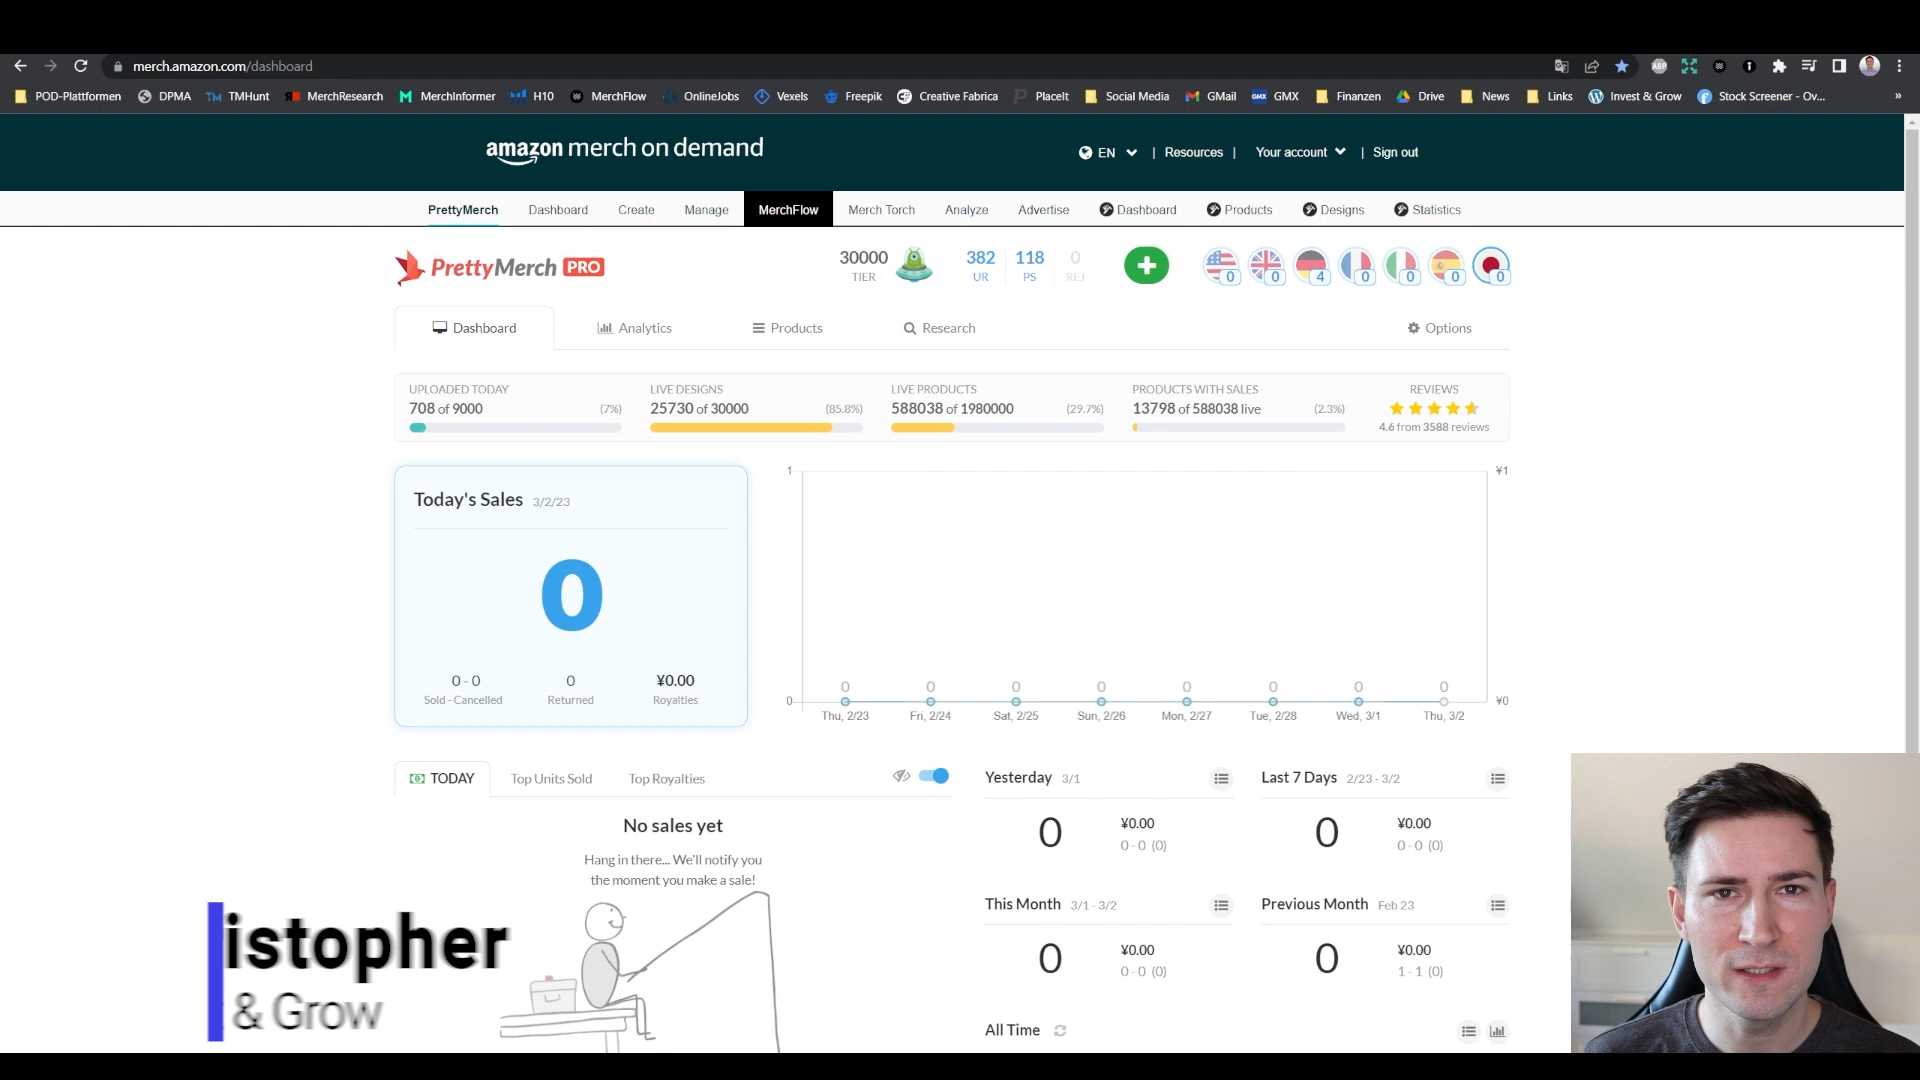 merch.amazon.com/dashboard
POD-Plattformen DPMA TMHunt MerchResearch MerchInformer H10 MerchFlow OnlineJobs Vexels Freepik Creative Fabrica PlaceIt Social Media GMail GMX Finanzen Drive News Links Invest & Grow Stock Screener - Ov... »
amazon merch on demand
EN | Resources | Your account | Sign out
PrettyMerch Dashboard Create Manage MerchFlow Merch Torch Analyze Advertise Dashboard Products Designs Statistics
PrettyMerch PRO
30000 382 118 0
TIER UR PS REJ
0 0 4 0 0 0 0
Dashboard Analytics Products Research Options
UPLOADED TODAY LIVE DESIGNS LIVE PRODUCTS PRODUCTS WITH SALES REVIEWS
708 of 9000 (7%) 25730 of 30000 (85.8%) 588038 of 1980000 (29.7%) 13798 of 588038 live (2.3%)
4.6 from 3588 reviews
Today's Sales 3/2/23
0
0 - 0 0 ¥0.00
Sold - Cancelled Returned Royalties
1 ¥1
0 0 0 0 0 0 0 0
0 ¥0
Thu, 2/23 Fri, 2/24 Sat, 2/25 Sun, 2/26 Mon, 2/27 Tue, 2/28 Wed, 3/1 Thu, 3/2
TODAY Top Units Sold Top Royalties
No sales yet
Hang in there... We'll notify you
the moment you make a sale!
Yesterday 3/1
0 ¥0.00
0 - 0 (0)
Last 7 Days 2/23 - 3/2
0 ¥0.00
0 - 0 (0)
This Month 3/1 - 3/2
0 ¥0.00
0 - 0 (0)
Previous Month Feb 23
0 ¥0.00
1 - 1 (0)
All Time
istopher
& Grow